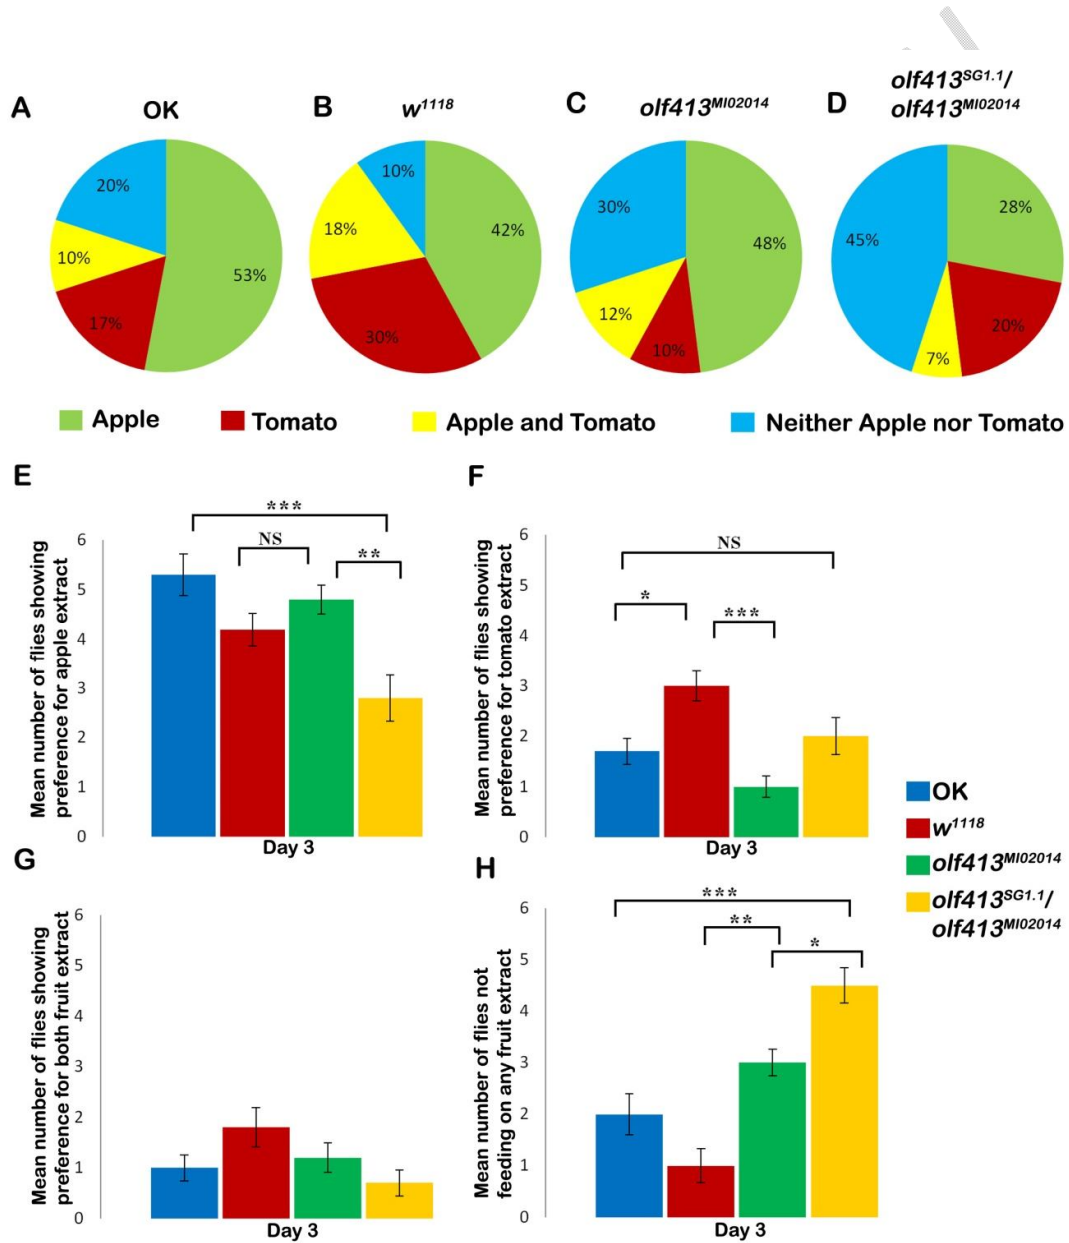 A
OK
B
w1118
C
olf413MI02014
D
olf413SG1.1/
olf413MI02014
20%
10%
17%
53%
10%
18%
30%
42%
30%
12%
10%
48%
45%
7%
20%
28%
Apple
Tomato
Apple and Tomato
Neither Apple nor Tomato
E
Mean number of flies showing
preference for apple extract
6
5
4
3
2
1
0
***
NS
**
Day 3
F
Mean number of flies showing
preference for tomato extract
6
5
4
3
2
1
0
NS
*
***
Day 3
OK
w1118
olf413MI02014
olf413SG1.1/
olf413MI02014
G
Mean number of flies showing
preference for both fruit extract
6
5
4
3
2
1
0
Day 3
H
Mean number of flies not
feeding on any fruit extract
6
5
4
3
2
1
0
***
**
*
Day 3